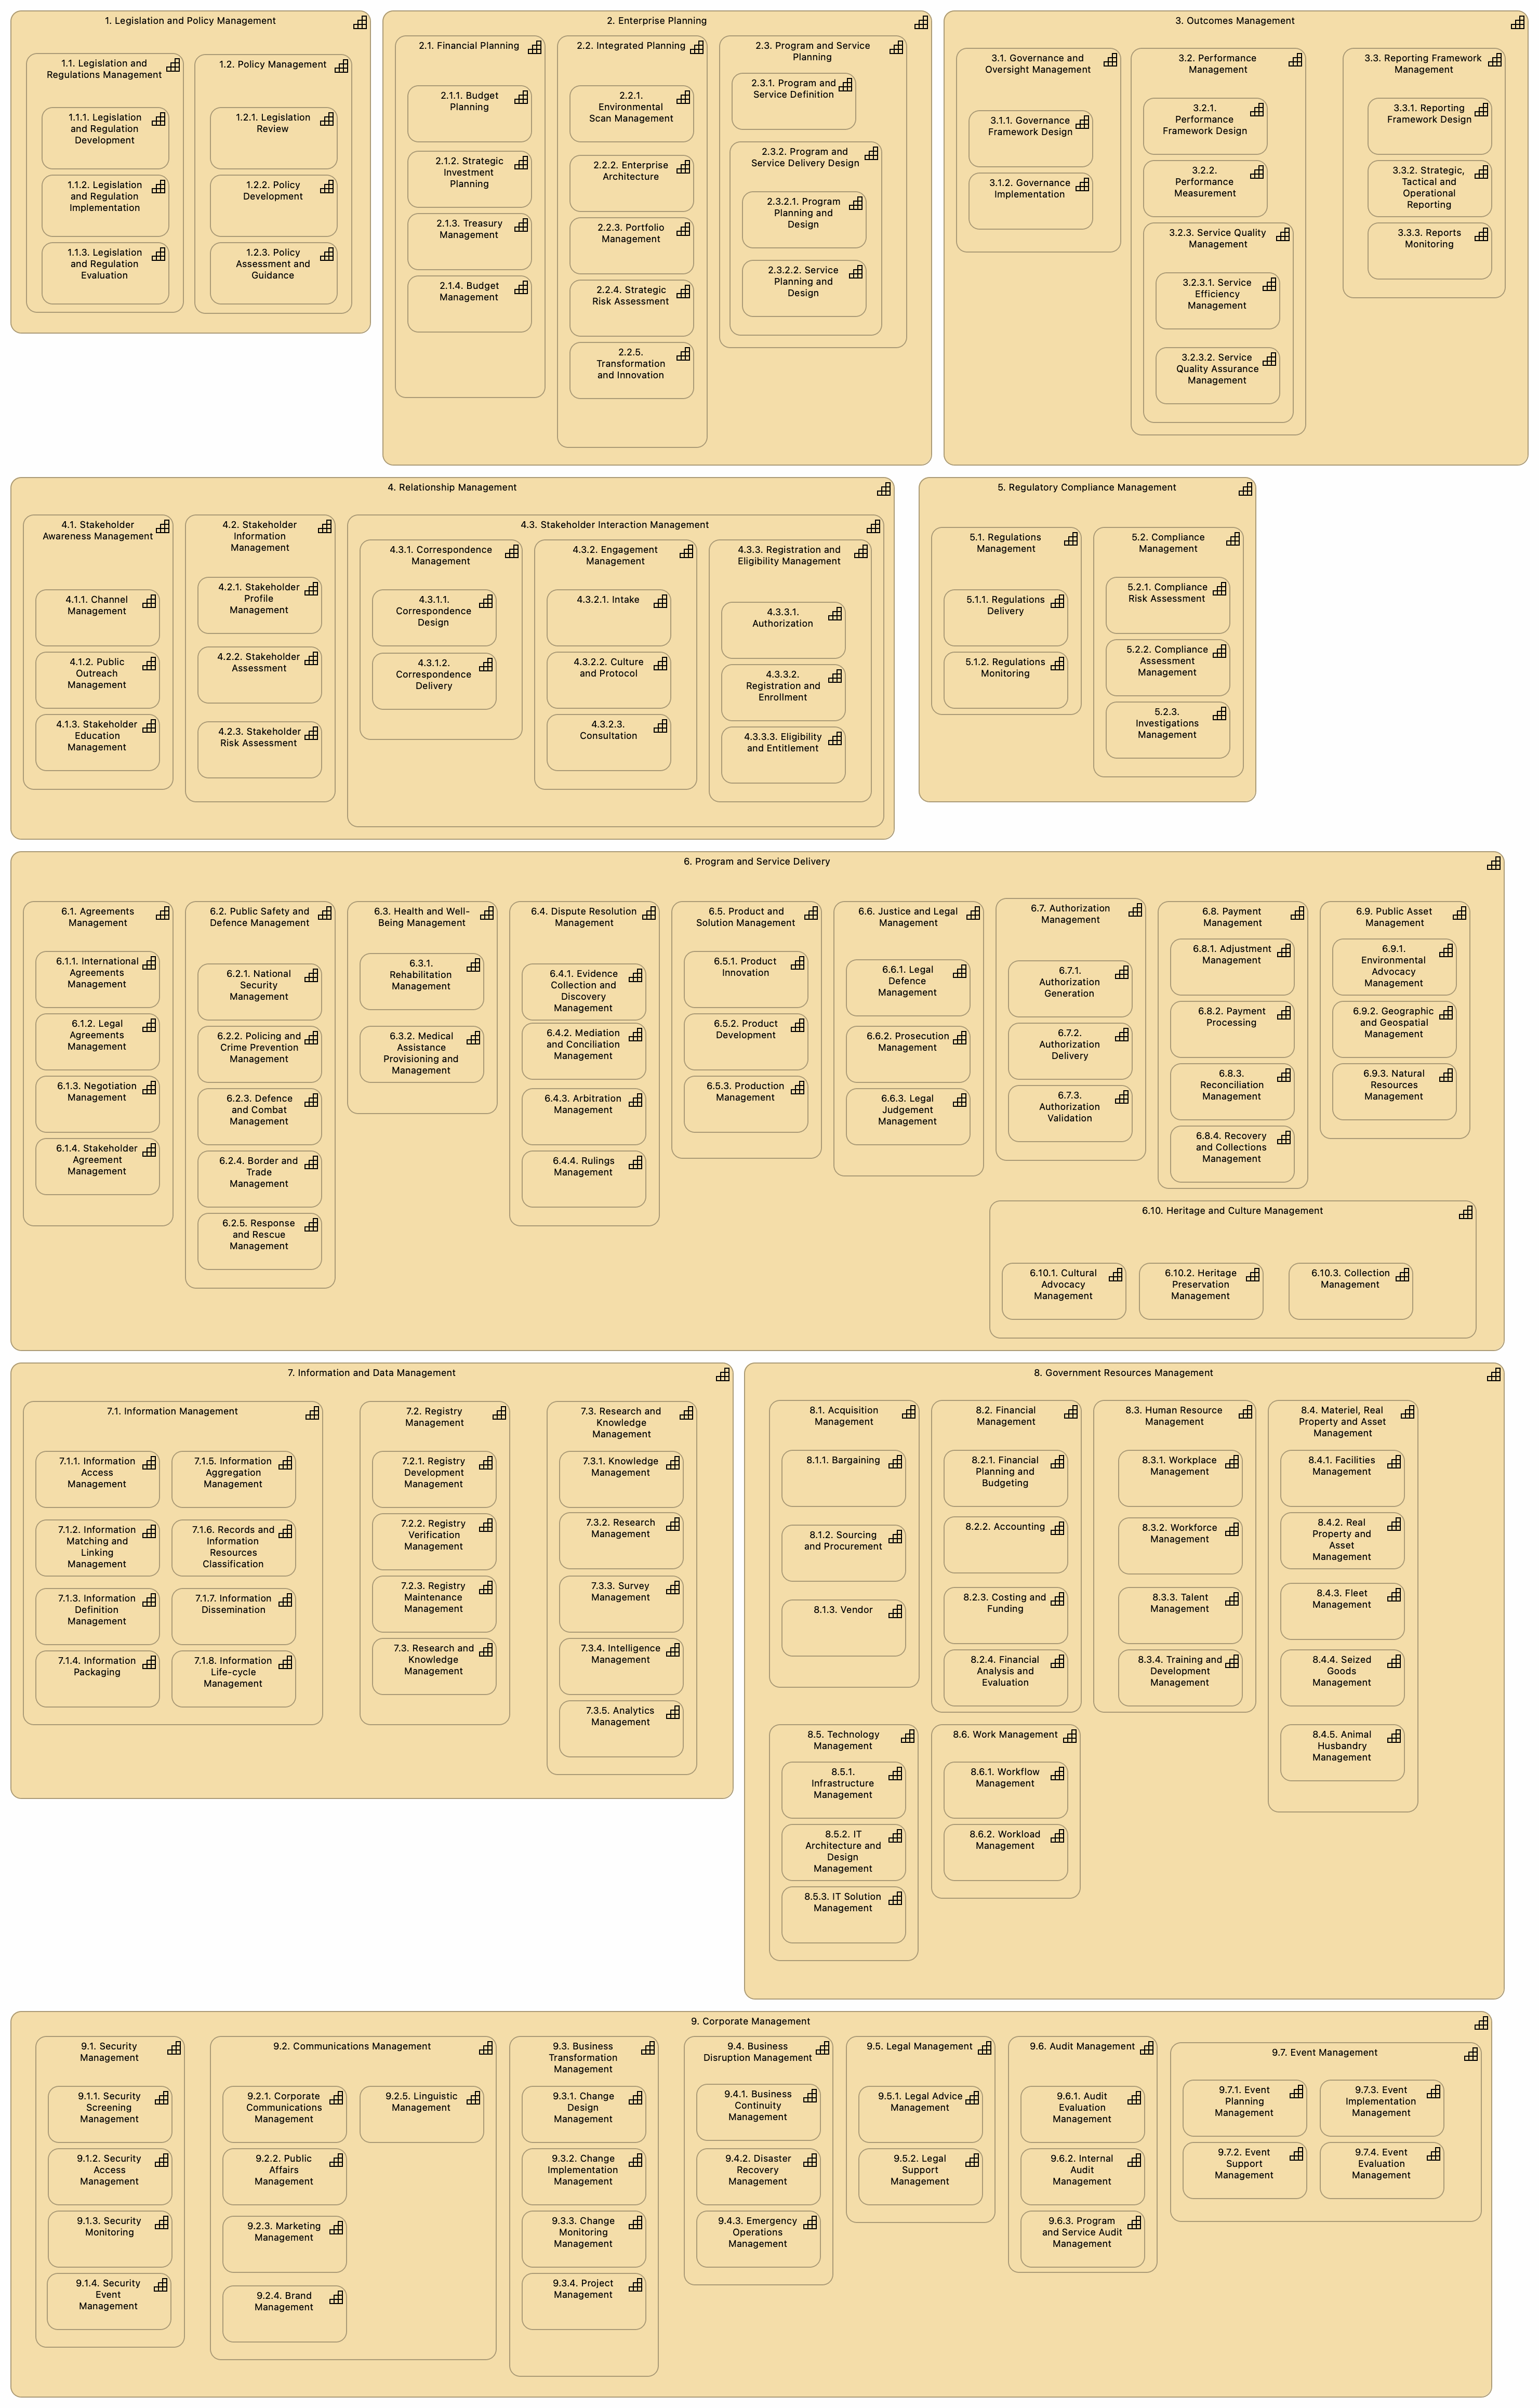 1. Legislation and Policy Management
1.1. Legislation and
Regulations Management
1.1.1. Legislation
and Regulation
Development
1.1.2. Legislation
and Regulation
Implementation
1.1.3. Legislation
and Regulation
Evaluation
1.2. Policy Management
1.2.1. Legislation
Review
1.2.2. Policy
Development
1.2.3. Policy
Assessment and
Guidance
2. Enterprise Planning
2.1. Financial Planning
2.1.1. Budget
Planning
2.1.2. Strategic
Investment
Planning
2.1.3. Treasury
Management
2.1.4. Budget
Management
2.2. Integrated Planning
2.2.1.
Environmental
Scan Management
2.2.2. Enterprise
Architecture
2.2.3. Portfolio
Management
2.2.4. Strategic
Risk Assessment
2.2.5.
Transformation
and Innovation
2.3. Program and Service
Planning
2.3.1. Program and
Service Definition
2.3.2. Program and
Service Delivery Design
2.3.2.1. Program
Planning and
Design
2.3.2.2. Service
Planning and
Design
3. Outcomes Management
3.1. Governance and
Oversight Management
3.1.1. Governance
Framework Design
3.1.2. Governance
Implementation
3.2. Performance
Management
3.2.1.
Performance
Framework Design
3.2.2.
Performance
Measurement
3.2.3. Service Quality
Management
3.2.3.1. Service
Efficiency
Management
3.2.3.2. Service
Quality Assurance
Management
3.3. Reporting Framework
Management
3.3.1. Reporting
Framework Design
3.3.2. Strategic,
Tactical and
Operational
Reporting
3.3.3. Reports
Monitoring
4. Relationship Management
4.1. Stakeholder
Awareness Management
4.1.1. Channel
Management
4.1.2. Public
Outreach
Management
4.1.3. Stakeholder
Education
Management
4.2. Stakeholder
Information
Management
4.2.1. Stakeholder
Profile
Management
4.2.2. Stakeholder
Assessment
4.2.3. Stakeholder
Risk Assessment
4.3. Stakeholder Interaction Management
4.3.1. Correspondence
Management
4.3.1.1.
Correspondence
Design
4.3.1.2.
Correspondence
Delivery
4.3.2. Engagement
Management
4.3.2.1. Intake
4.3.2.2. Culture
and Protocol
4.3.2.3.
Consultation
4.3.3. Registration and
Eligibility Management
4.3.3.1.
Authorization
4.3.3.2.
Registration and
Enrollment
4.3.3.3. Eligibility
and Entitlement
5. Regulatory Compliance Management
5.1. Regulations
Management
5.1.1. Regulations
Delivery
5.1.2. Regulations
Monitoring
5.2. Compliance
Management
5.2.1. Compliance
Risk Assessment
5.2.2. Compliance
Assessment
Management
5.2.3.
Investigations
Management
6. Program and Service Delivery
6.1. Agreements
Management
6.1.1. International
Agreements
Management
6.1.2. Legal
Agreements
Management
6.1.3. Negotiation
Management
6.1.4. Stakeholder
Agreement
Management
6.2. Public Safety and
Defence Management
6.2.1. National
Security
Management
6.2.2. Policing and
Crime Prevention
Management
6.2.3. Defence
and Combat
Management
6.2.4. Border and
Trade
Management
6.2.5. Response
and Rescue
Management
6.3. Health and Well-
Being Management
6.3.1.
Rehabilitation
Management
6.3.2. Medical
Assistance
Provisioning and
Management
6.4. Dispute Resolution
Management
6.4.1. Evidence
Collection and
Discovery
Management
6.4.2. Mediation
and Conciliation
Management
6.4.3. Arbitration
Management
6.4.4. Rulings
Management
6.5. Product and
Solution Management
6.5.1. Product
Innovation
6.5.2. Product
Development
6.5.3. Production
Management
6.6. Justice and Legal
Management
6.6.1. Legal
Defence
Management
6.6.2. Prosecution
Management
6.6.3. Legal
Judgement
Management
6.7. Authorization
Management
6.7.1.
Authorization
Generation
6.7.2.
Authorization
Delivery
6.7.3.
Authorization
Validation
6.8. Payment
Management
6.8.1. Adjustment
Management
6.8.2. Payment
Processing
6.8.3.
Reconciliation
Management
6.8.4. Recovery
and Collections
Management
6.9. Public Asset
Management
6.9.1.
Environmental
Advocacy
Management
6.9.2. Geographic
and Geospatial
Management
6.9.3. Natural
Resources
Management
6.10. Heritage and Culture Management
6.10.1. Cultural
Advocacy
Management
6.10.2. Heritage
Preservation
Management
6.10.3. Collection
Management
7. Information and Data Management
7.1. Information Management
7.1.1. Information
Access
Management
7.1.2. Information
Matching and
Linking
Management
7.1.3. Information
Definition
Management
7.1.4. Information
Packaging
7.1.5. Information
Aggregation
Management
7.1.6. Records and
Information
Resources
Classification
7.1.7. Information
Dissemination
7.1.8. Information
Life-cycle
Management
7.2. Registry
Management
7.2.1. Registry
Development
Management
7.2.2. Registry
Verification
Management
7.2.3. Registry
Maintenance
Management
7.3. Research and
Knowledge
Management
7.3. Research and
Knowledge
Management
7.3.1. Knowledge
Management
7.3.2. Research
Management
7.3.3. Survey
Management
7.3.4. Intelligence
Management
7.3.5. Analytics
Management
8. Government Resources Management
8.1. Acquisition
Management
8.1.1. Bargaining
8.1.2. Sourcing
and Procurement
8.1.3. Vendor
8.2. Financial
Management
8.2.1. Financial
Planning and
Budgeting
8.2.2. Accounting
8.2.3. Costing and
Funding
8.2.4. Financial
Analysis and
Evaluation
8.3. Human Resource
Management
8.3.1. Workplace
Management
8.3.2. Workforce
Management
8.3.3. Talent
Management
8.3.4. Training and
Development
Management
8.4. Materiel, Real
Property and Asset
Management
8.4.1. Facilities
Management
8.4.2. Real
Property and
Asset
Management
8.4.3. Fleet
Management
8.4.4. Seized
Goods
Management
8.4.5. Animal
Husbandry
Management
8.5. Technology
Management
8.5.1.
Infrastructure
Management
8.5.2. IT
Architecture and
Design
Management
8.5.3. IT Solution
Management
8.6. Work Management
8.6.1. Workflow
Management
8.6.2. Workload
Management
9. Corporate Management
9.1. Security
Management
9.1.1. Security
Screening
Management
9.1.2. Security
Access
Management
9.1.3. Security
Monitoring
9.1.4. Security
Event
Management
9.2. Communications Management
9.2.1. Corporate
Communications
Management
9.2.2. Public
Affairs
Management
9.2.3. Marketing
Management
9.2.4. Brand
Management
9.2.5. Linguistic
Management
9.3. Business
Transformation
Management
9.3.1. Change
Design
Management
9.3.2. Change
Implementation
Management
9.3.3. Change
Monitoring
Management
9.3.4. Project
Management
9.4. Business
Disruption Management
9.4.1. Business
Continuity
Management
9.4.2. Disaster
Recovery
Management
9.4.3. Emergency
Operations
Management
9.5. Legal Management
9.5.1. Legal Advice
Management
9.5.2. Legal
Support
Management
9.6. Audit Management
9.6.1. Audit
Evaluation
Management
9.6.2. Internal
Audit
Management
9.6.3. Program
and Service Audit
Management
9.7. Event Management
9.7.1. Event
Planning
Management
9.7.2. Event
Support
Management
9.7.3. Event
Implementation
Management
9.7.4. Event
Evaluation
Management